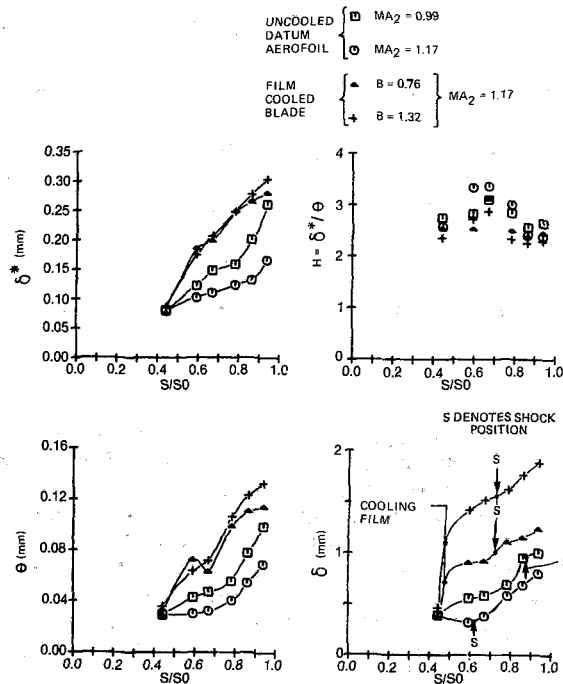 UNCOOLED DATUM AEROFOIL
MA2 = 0.99
MA2 = 1.17
FILM COOLED BLADE
B = 0.76
B = 1.32
MA2 = 1.17
δ* (mm)
0.35
0.30
0.25
0.20
0.15
0.10
0.05
0.00
0.0 0.2 0.4 0.6 0.8 1.0
S/S0
H = δ*/θ
4
3
2
1
0
0.0 0.2 0.4 0.6 0.8 1.0
S/S0
θ (mm)
0.16
0.12
0.08
0.04
0.00
0.0 0.2 0.4 0.6 0.8 1.0
S/S0
S DENOTES SHOCK
POSITION
COOLING
FILM
S
S
S
δ (mm)
2
1
0
0.0 0.2 0.4 0.6 0.8 1.0
S/S0